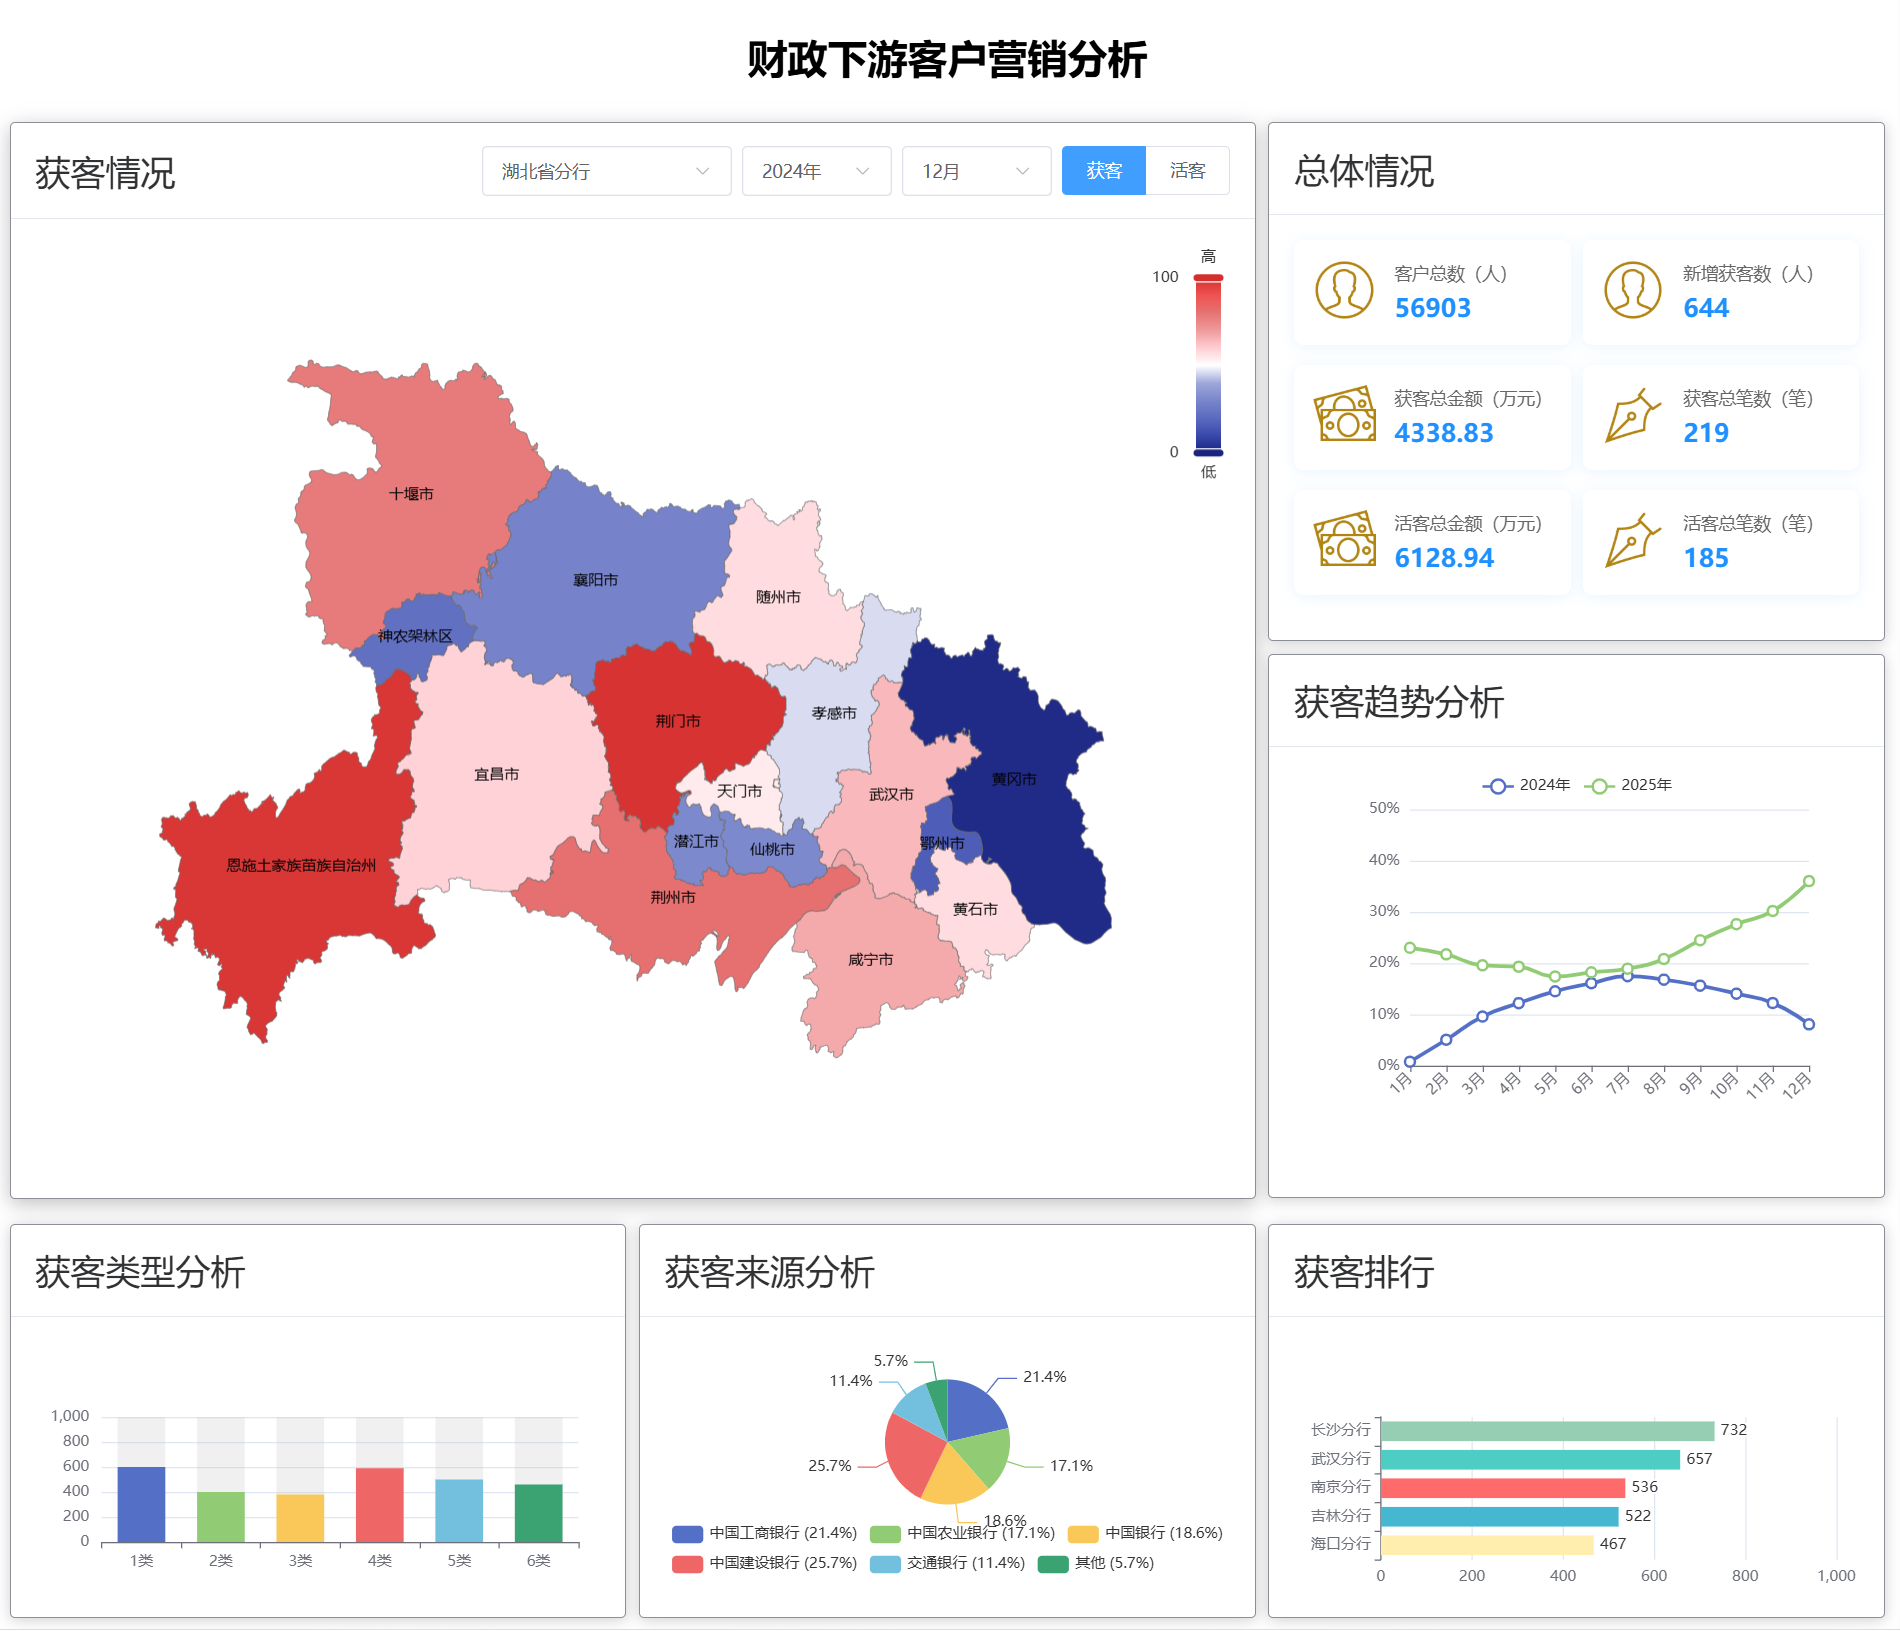 财政下游客户营销分析
获客情况
湖北省分行
2024年
12月
获客
活客
高
100
0
低
十堰市
襄阳市
随州市
神农架林区
荆门市
孝感市
宜昌市
天门市
武汉市
黄冈市
潜江市
仙桃市
鄂州市
恩施土家族苗族自治州
荆州市
黄石市
咸宁市
总体情况
客户总数（人）
56903
新增获客数（人）
644
获客总金额（万元）
4338.83
获客总笔数（笔）
219
活客总金额（万元）
6128.94
活客总笔数（笔）
185
获客趋势分析
2024年
2025年
50%
40%
30%
20%
10%
0%
1月
2月
3月
4月
5月
6月
7月
8月
9月
10月
11月
12月
获客类型分析
1,000
800
600
400
200
0
1类
2类
3类
4类
5类
6类
获客来源分析
5.7%
21.4%
11.4%
25.7%
17.1%
18.6%
中国工商银行 (21.4%)
中国农业银行 (17.1%)
中国银行 (18.6%)
中国建设银行 (25.7%)
交通银行 (11.4%)
其他 (5.7%)
获客排行
长沙分行
732
武汉分行
657
南京分行
536
吉林分行
522
海口分行
467
0
200
400
600
800
1,000